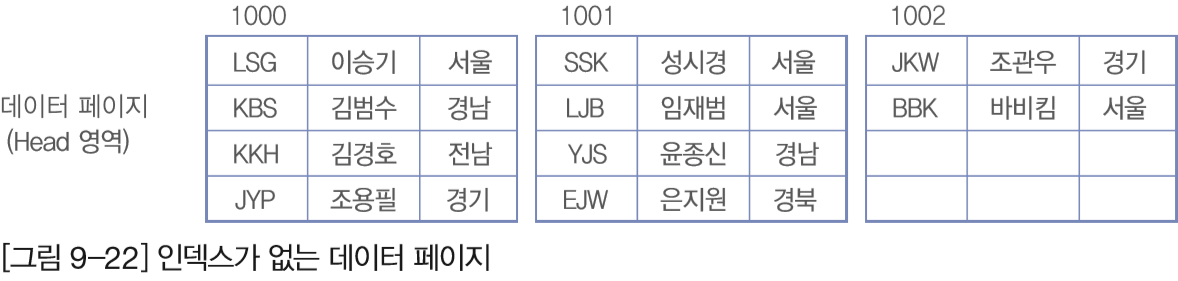 1000 1001 1002
LSG 이승기 서울 SSK 성시경 서울 JKW 조관우 경기
데이터 페이지 KBS 김범수 경남 LJB 임재범 서울 BBK 바비킴 서울
(Head 영역) KKH 김경호 전남 YJS 윤종신 경남
JYP 조용필 경기 EJW 은지원 경북
[그림 9-22] 인덱스가 없는 데이터 페이지